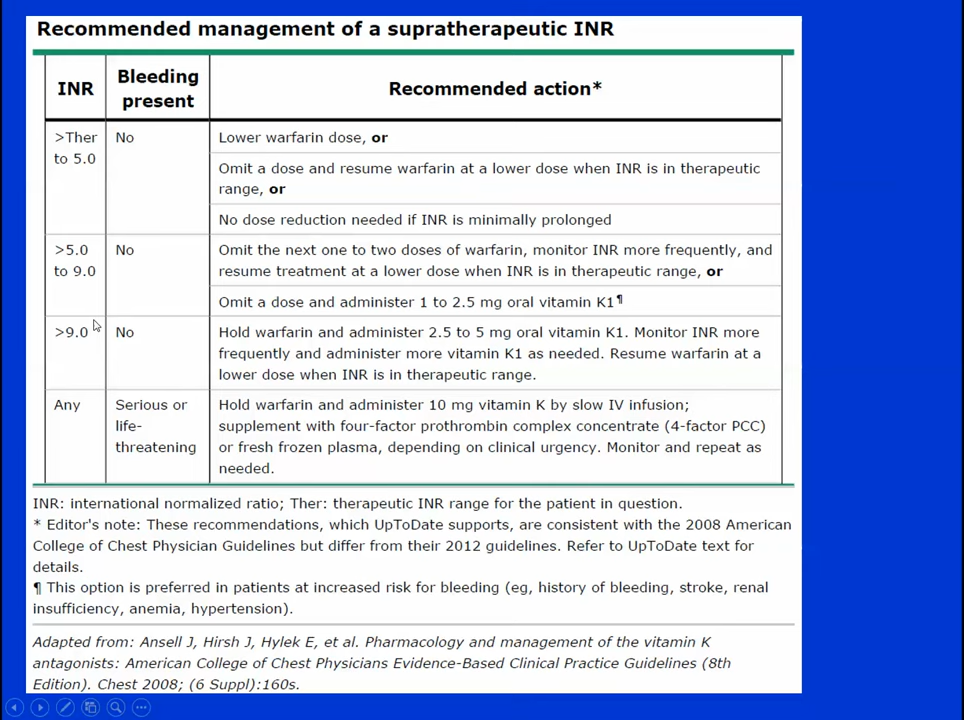 Recommended management of a supratherapeutic INR
INR
Bleeding
present
Recommended action*
>Ther
to 5.0
No
Lower warfarin dose, or
Omit a dose and resume warfarin at a lower dose when INR is in therapeutic
range, or
No dose reduction needed if INR is minimally prolonged
>5.0
to 9.0
No
Omit the next one to two doses of warfarin, monitor INR more frequently, and
resume treatment at a lower dose when INR is in therapeutic range, or
Omit a dose and administer 1 to 2.5 mg oral vitamin K1¶
>9.0
No
Hold warfarin and administer 2.5 to 5 mg oral vitamin K1. Monitor INR more
frequently and administer more vitamin K1 as needed. Resume warfarin at a
lower dose when INR is in therapeutic range.
Any
Serious or
life-
threatening
Hold warfarin and administer 10 mg vitamin K by slow IV infusion;
supplement with four-factor prothrombin complex concentrate (4-factor PCC)
or fresh frozen plasma, depending on clinical urgency. Monitor and repeat as
needed.
INR: international normalized ratio; Ther: therapeutic INR range for the patient in question.
* Editor's note: These recommendations, which UpToDate supports, are consistent with the 2008 American
College of Chest Physician Guidelines but differ from their 2012 guidelines. Refer to UpToDate text for
details.
¶ This option is preferred in patients at increased risk for bleeding (eg, history of bleeding, stroke, renal
insufficiency, anemia, hypertension).
Adapted from: Ansell J, Hirsh J, Hylek E, et al. Pharmacology and management of the vitamin K
antagonists: American College of Chest Physicians Evidence-Based Clinical Practice Guidelines (8th
Edition). Chest 2008; (6 Suppl):160s.